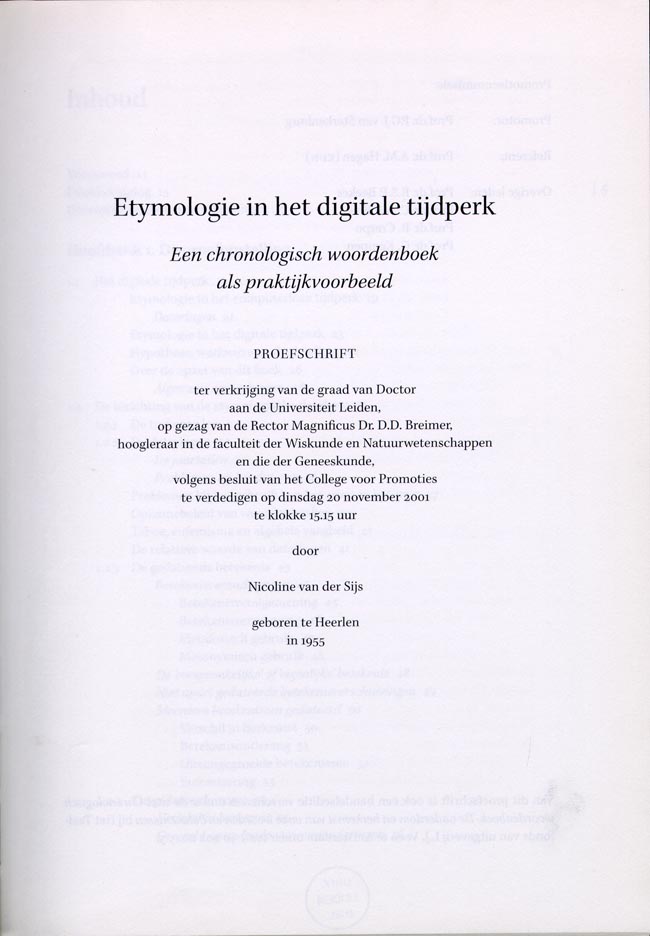 Etymologie in het digitale tijdperk
Een chronologisch woordenboek
als praktijkvoorbeeld
PROEFSCHRIFT
ter verkrijging van de graad van Doctor
aan de Universiteit Leiden,
op gezag van de Rector Magnificus Dr. D.D. Breimer,
hoogleraar in de faculteit der Wiskunde en Natuurwetenschappen
en die der Geneeskunde,
volgens besluit van het College voor Promoties
te verdedigen op dinsdag 20 november 2001
te klokke 15.15 uur
door
Nicoline van der Sijs
geboren te Heerlen
in 1955